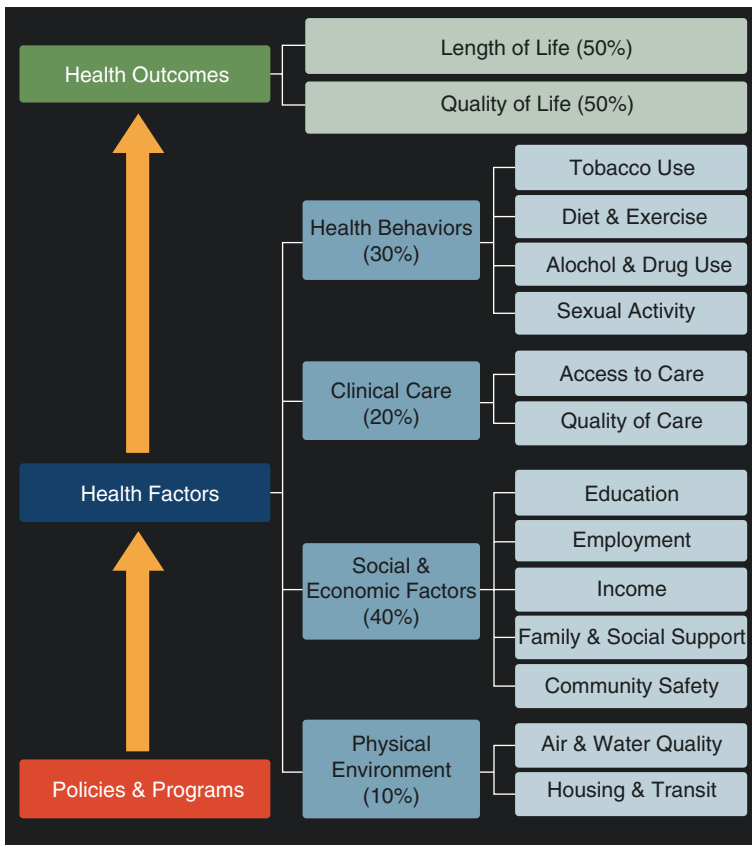 Health Outcomes
Length of Life (50%)
Quality of Life (50%)
Health Factors
Health Behaviors
(30%)
Tobacco Use
Diet & Exercise
Alochol & Drug Use
Sexual Activity
Clinical Care
(20%)
Access to Care
Quality of Care
Social &
Economic Factors
(40%)
Education
Employment
Income
Family & Social Support
Community Safety
Physical
Environment
(10%)
Air & Water Quality
Housing & Transit
Policies & Programs